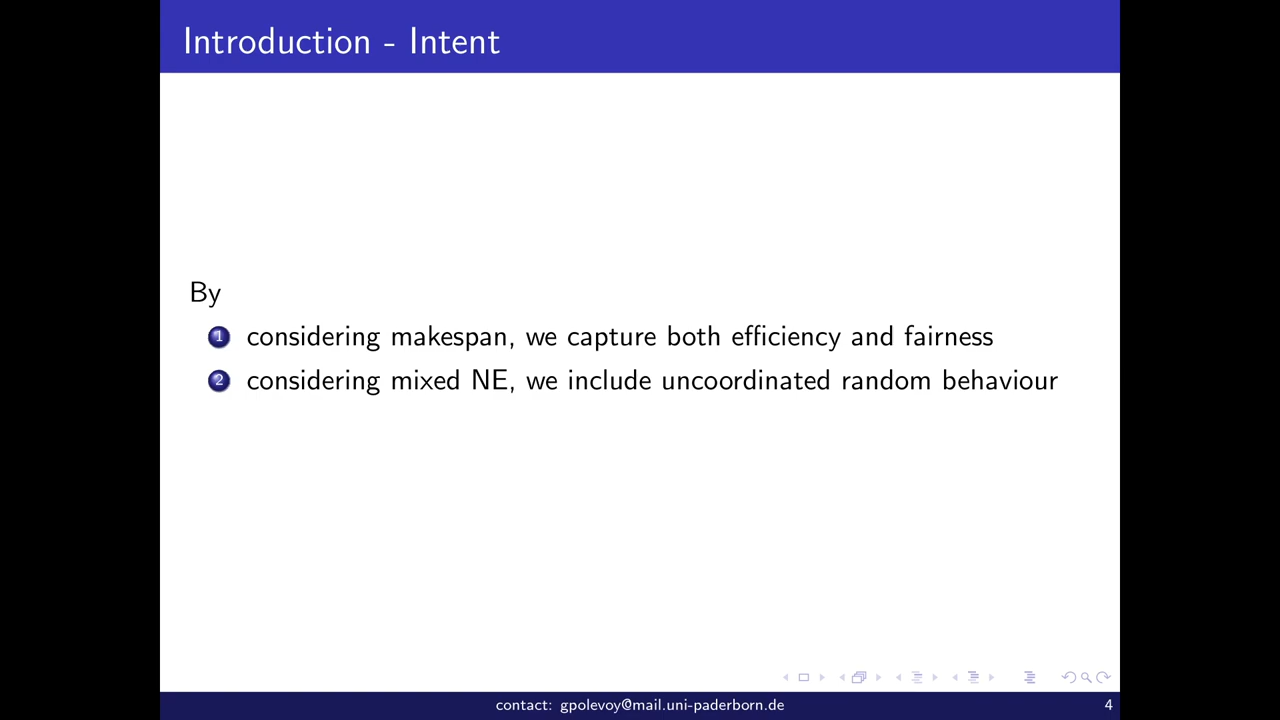 Introduction - Intent
By
1 considering makespan, we capture both efficiency and fairness
2 considering mixed NE, we include uncoordinated random behaviour
contact: gpolevoy@mail.uni-paderborn.de 4